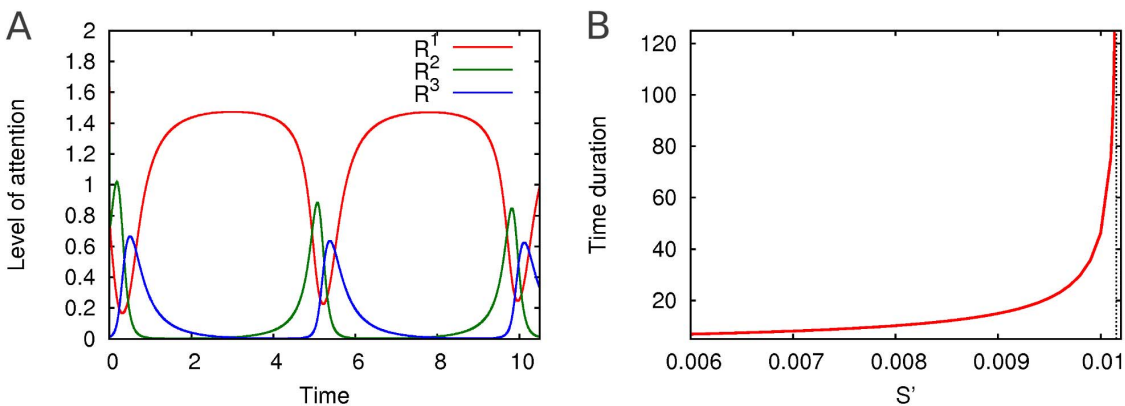 A
Level of attention
2
1.8
1.6
1.4
1.2
1
0.8
0.6
0.4
0.2
0
R1
R2
R3
0 2 4 6 8 10
Time
B
Time duration
120
100
80
60
40
20
0.006 0.007 0.008 0.009 0.01
S'